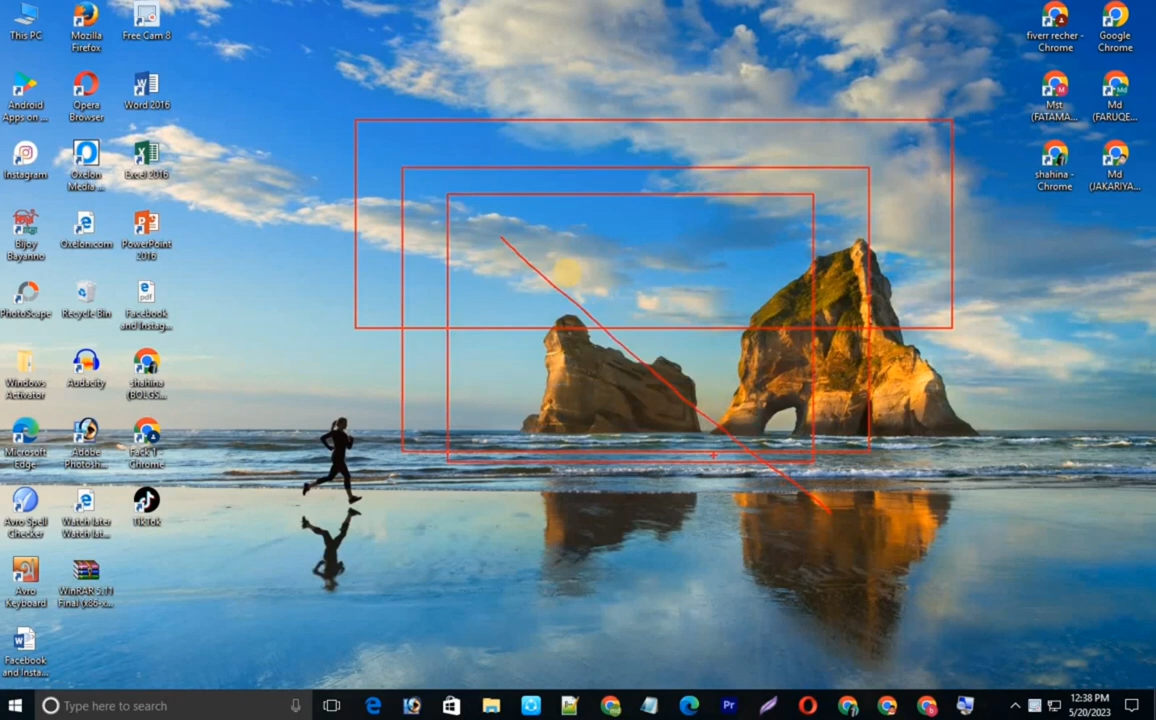 This PC
Mozilla
Firefox
Free Cam 8
Android
Apps on ...
Opera
Browser
Word 2016
Instagram
Oxelon
Media ...
Excel 2016
Bijoy
Bayanno
Oxelon.com
PowerPoint
2016
PhotoScape
Recycle Bin
Facebook
and Instag...
Windows
Activator
Audacity
shahina
(BOLGS...
Microsoft
Edge
Adobe
Photosh...
Pack 1 -
Chrome
Avro Spell
Checker
Watch later
Watch lat...
TikTok
Avro
Keyboard
WinRAR 5.11
Final (x86-x...
Facebook
and Insta...
fiverr recher -
Chrome
Google
Chrome
Mst
(FATAMA...
Md
(FARUQE...
shahina -
Chrome
Md
(JAKARIYA...
Type here to search
12:38 PM
5/20/2023